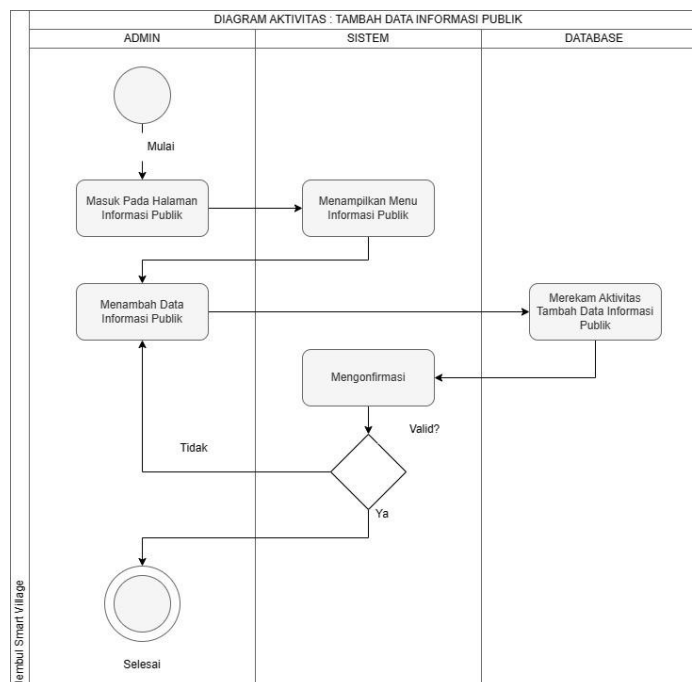 DIAGRAM AKTIVITAS : TAMBAH DATA INFORMASI PUBLIK
ADMIN
SISTEM
DATABASE
Mulai
Masuk Pada Halaman
Informasi Publik
Menampilkan Menu
Informasi Publik
Menambah Data
Informasi Publik
Merekam Aktivitas
Tambah Data Informasi
Publik
Mengonfirmasi
Valid?
Tidak
Ya
Selesai
Smart Village